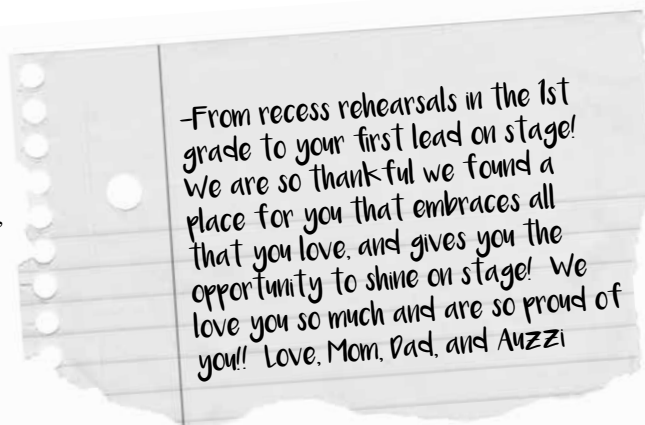 -From recess rehearsals in the 1st
grade to your first lead on stage!
We are so thankful we found a
place for you that embraces all
that you love, and gives you the
opportunity to shine on stage! We
love you so much and are so proud of
you!! Love, Mom, Dad, and Auzzi